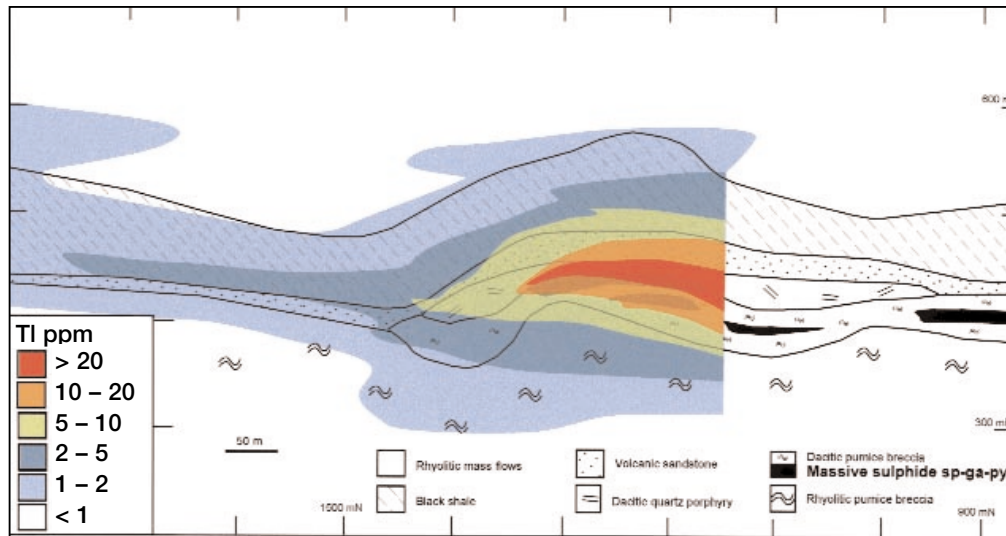 600 m
Tl ppm
> 20
10 – 20
5 – 10
2 – 5
1 – 2
< 1
50 m
300 m
Rhyolitic mass flows
Black shale
Volcanic sandstone
Dacitic quartz porphyry
Dacitic pumice breccia
Massive sulphide sp-ga-py
Rhyolitic pumice breccia
1500 mN
900 mN